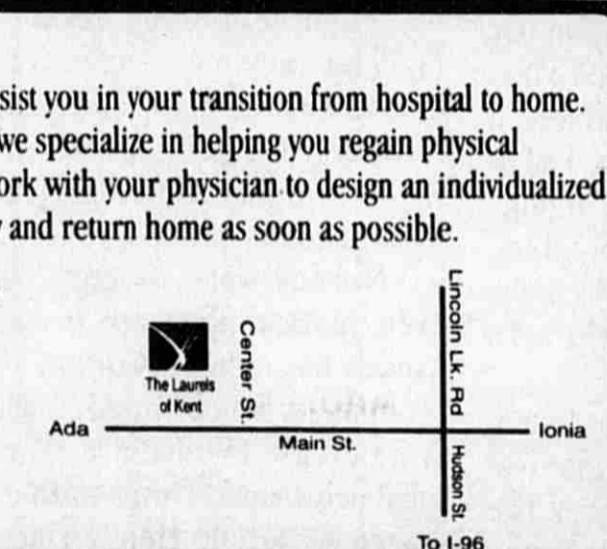 sist you in your transition from hospital to home.
we specialize in helping you regain physical
ork with your physician to design an individualized
and return home as soon as possible.
Lincoln Lk. Rd
Center St.
The Laurels
of Kent
Ada
Main St.
Ionia
Hudson St.
To I-96